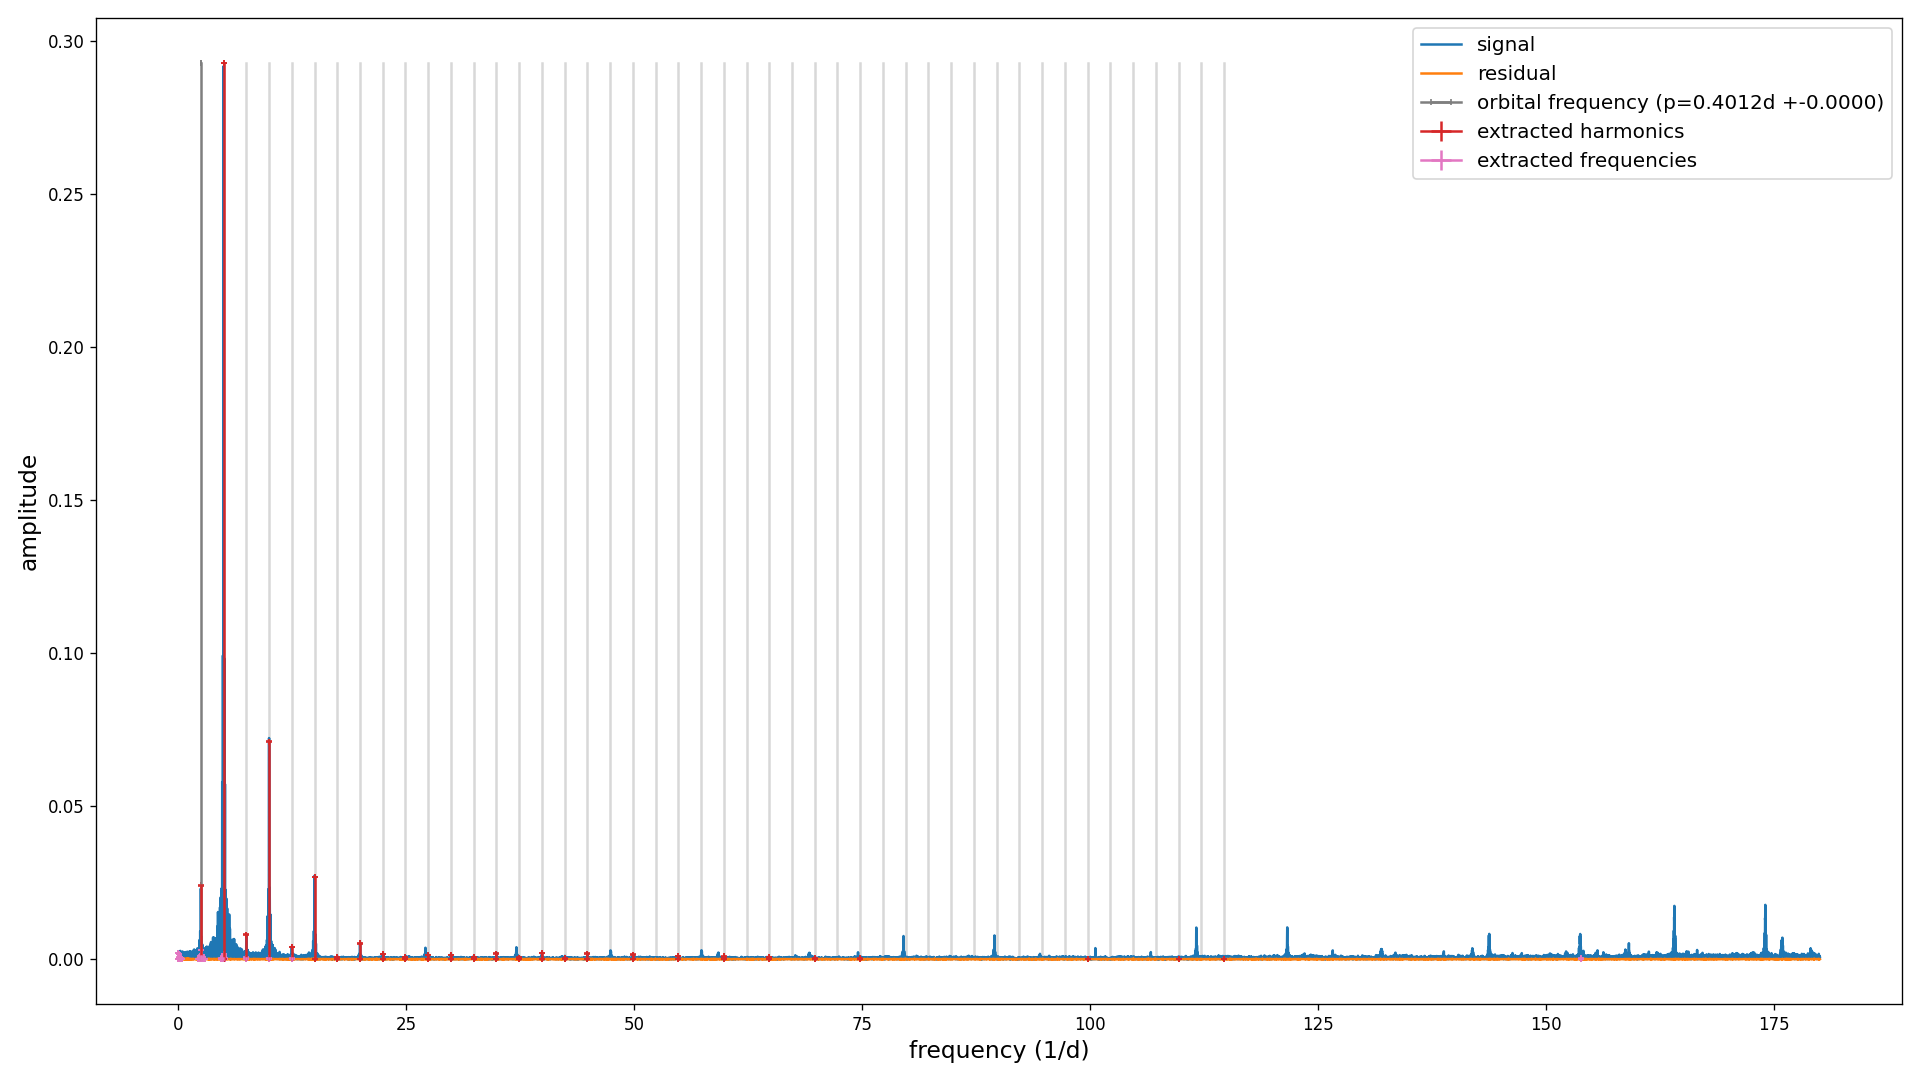 0.30
0.25
0.20
0.15
0.10
0.05
0.00
amplitude
0 25 50 75 100 125 150 175
frequency (1/d)
signal
residual
orbital frequency (p=0.4012d +-0.0000)
extracted harmonics
extracted frequencies